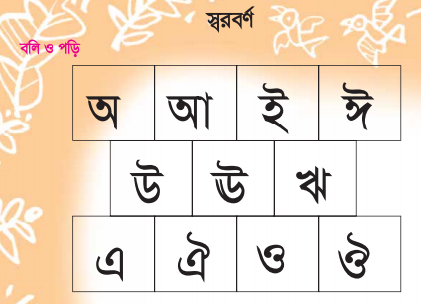 স্বরবর্ণ
বলি ও পড়ি
অ আ ই ঈ
উ ঊ ঋ
এ ঐ ও ঔ